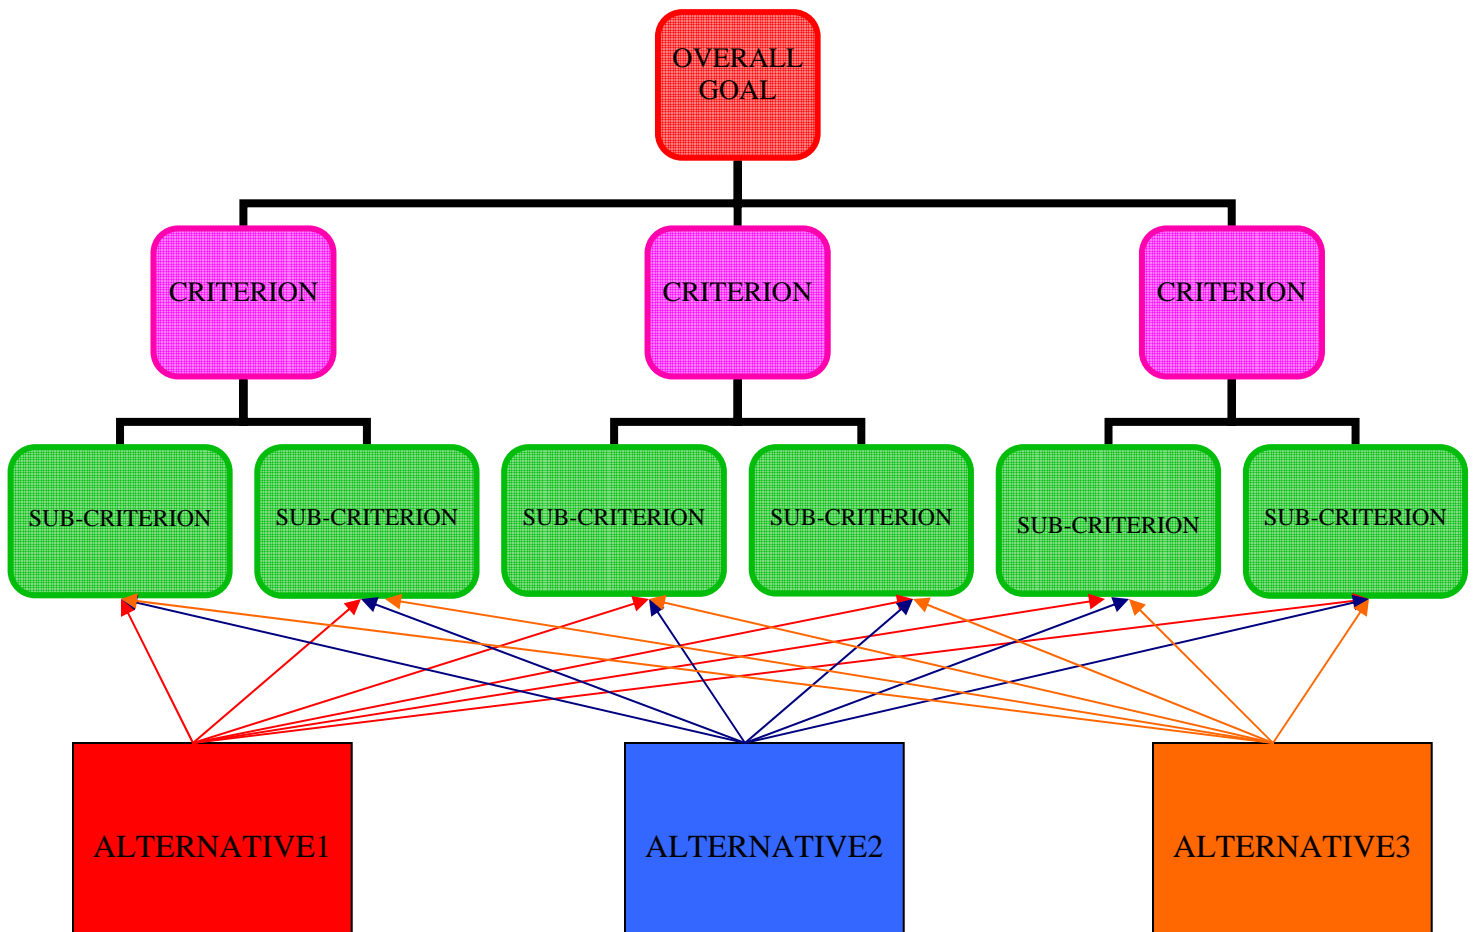 OVERALL
GOAL
CRITERION
CRITERION
CRITERION
SUB-CRITERION
SUB-CRITERION
SUB-CRITERION
SUB-CRITERION
SUB-CRITERION
SUB-CRITERION
ALTERNATIVE1
ALTERNATIVE2
ALTERNATIVE3